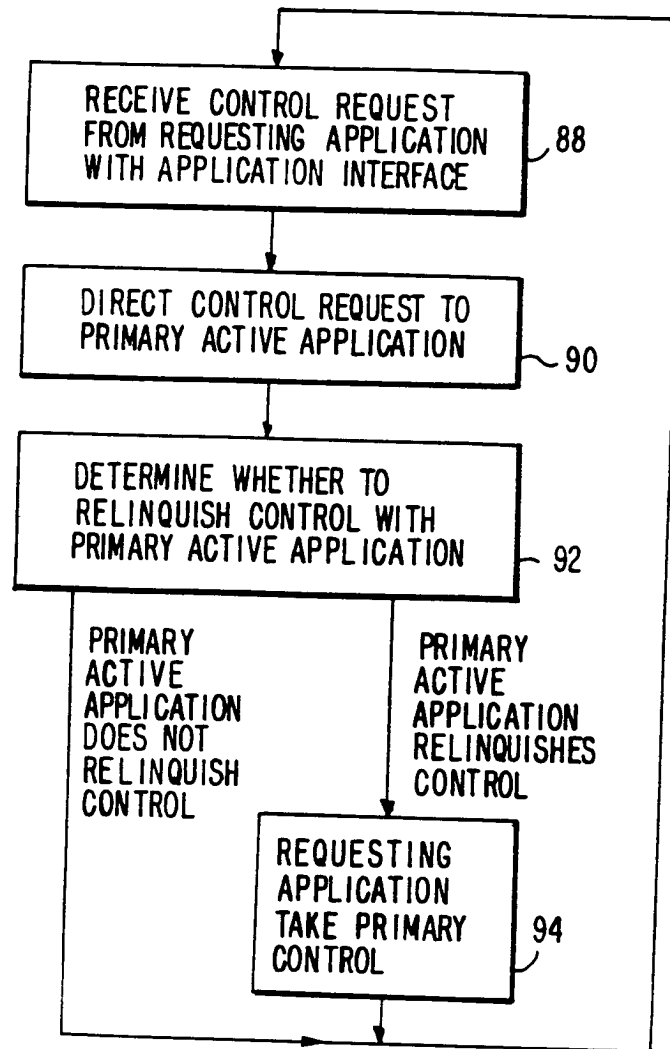 RECEIVE CONTROL REQUEST
FROM REQUESTING APPLICATION
WITH APPLICATION INTERFACE
88
DIRECT CONTROL REQUEST TO
PRIMARY ACTIVE APPLICATION
90
DETERMINE WHETHER TO
RELINQUISH CONTROL WITH
PRIMARY ACTIVE APPLICATION
92
PRIMARY
ACTIVE
APPLICATION
DOES NOT
RELINQUISH
CONTROL
PRIMARY
ACTIVE
APPLICATION
RELINQUISHES
CONTROL
REQUESTING
APPLICATION
TAKE PRIMARY
CONTROL
94